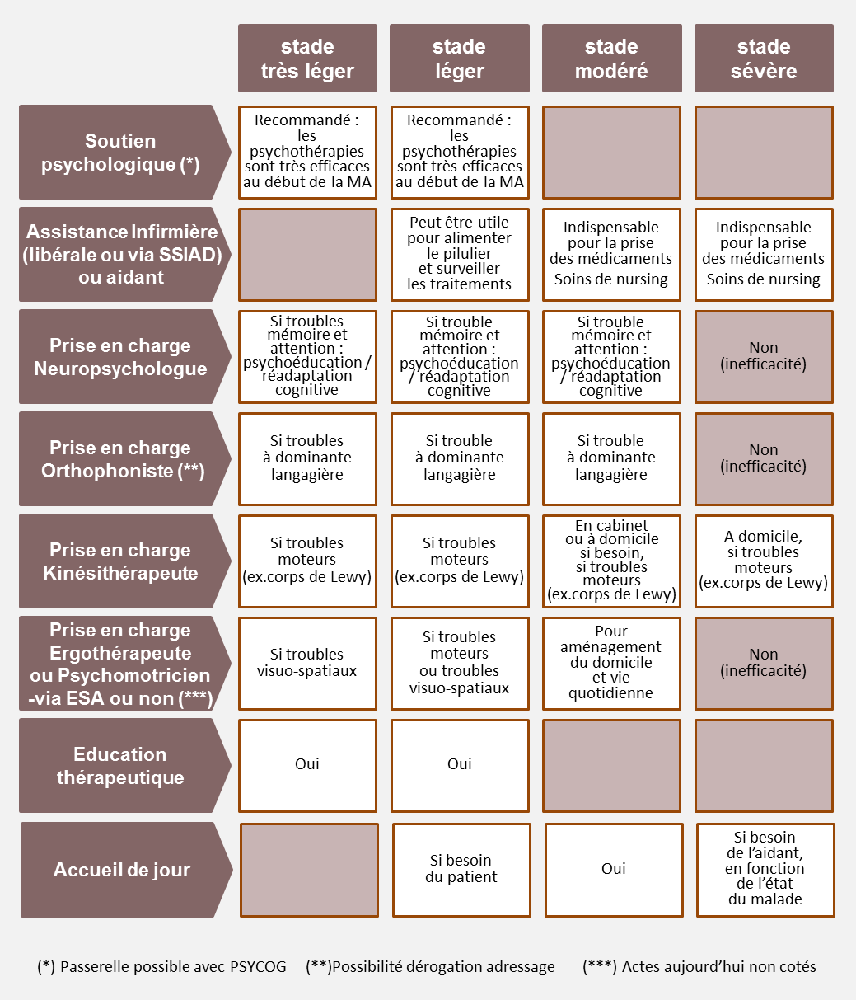 stade
très léger
stade
léger
stade
modéré
stade
sévère
Soutien
psychologique (*)
Recommandé :
les
psychothérapies
sont très efficaces
au début de la MA
Recommandé :
les
psychothérapies
sont très efficaces
au début de la MA
Assistance Infirmière
(libérale ou via SSIAD)
ou aidant
Peut être utile
pour alimenter
le pilulier
et surveiller
les traitements
Indispensable
pour la prise
des médicaments
Soins de nursing
Indispensable
pour la prise
des médicaments
Soins de nursing
Prise en charge
Neuropsychologue
Si troubles
mémoire et
attention :
psychoéducation /
réadaptation
cognitive
Si trouble
mémoire et
attention :
psychoéducation
/ réadaptation
cognitive
Si trouble
mémoire et
attention :
psychoéducation
/ réadaptation
cognitive
Non
(inefficacité)
Prise en charge
Orthophoniste (**)
Si troubles
à dominante
langagière
Si trouble
à dominante
langagière
Si trouble
à dominante
langagière
Non
(inefficacité)
Prise en charge
Kinésithérapeute
Si troubles
moteurs
(ex.corps de Lewy)
Si troubles
moteurs
(ex.corps de Lewy)
En cabinet
ou à domicile
si besoin,
si troubles
moteurs
(ex.corps de Lewy)
A domicile,
si troubles
moteurs
(ex.corps de Lewy)
Prise en charge
Ergothérapeute
ou Psychomotricien
-via ESA ou non (***)
Si troubles
visuo-spatiaux
Si troubles
moteurs
ou troubles
visuo-spatiaux
Pour
aménagement
du domicile
et vie
quotidienne
Non
(inefficacité)
Education
thérapeutique
Oui
Oui
Accueil de jour
Si besoin
du patient
Oui
Si besoin
de l’aidant,
en fonction
de l’état
du malade
(*) Passerelle possible avec PSYCOG (**)Possibilité dérogation adressage (***) Actes aujourd’hui non cotés